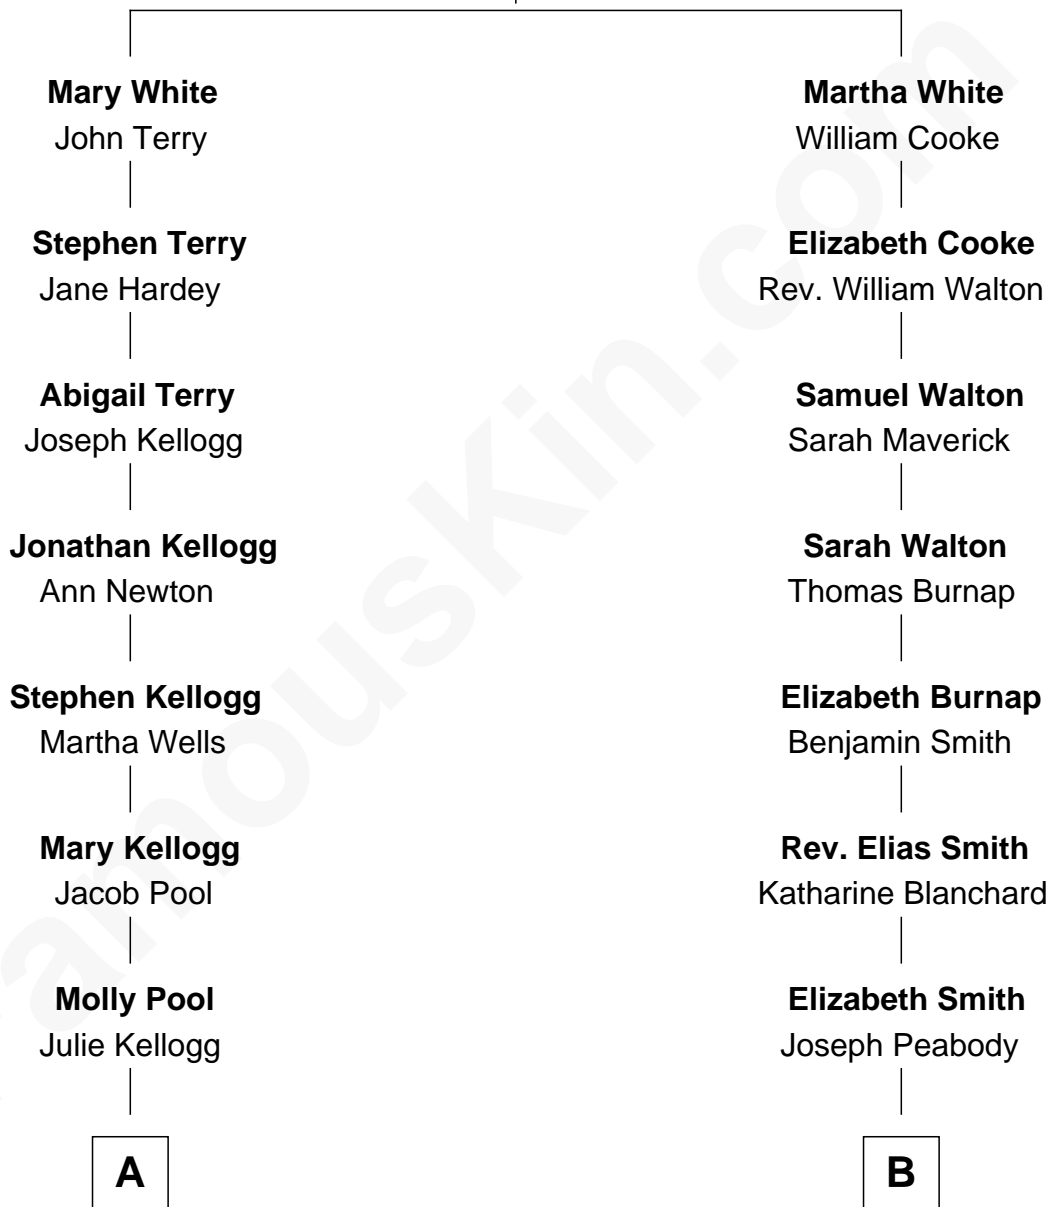 Mary White
John Terry
Stephen Terry
Jane Hardey
Abigail Terry
Joseph Kellogg
Jonathan Kellogg
Ann Newton
Stephen Kellogg
Martha Wells
Mary Kellogg
Jacob Pool
Molly Pool
Julie Kellogg
A
Martha White
William Cooke
Elizabeth Cooke
Rev. William Walton
Samuel Walton
Sarah Maverick
Sarah Walton
Thomas Burnap
Elizabeth Burnap
Benjamin Smith
Rev. Elias Smith
Katharine Blanchard
Elizabeth Smith
Joseph Peabody
B
amousKin.com